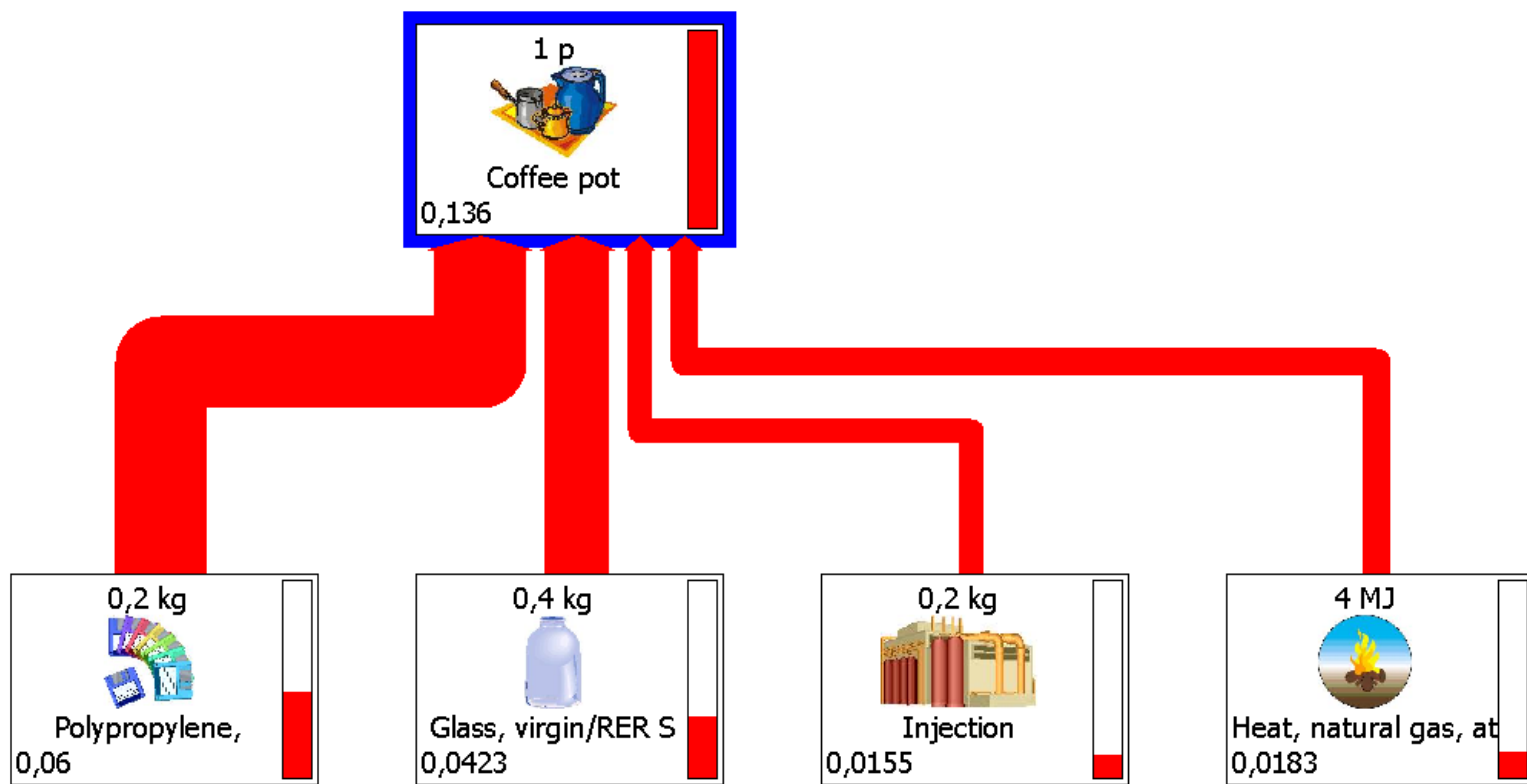 1 p
Coffee pot
0,136
0,2 kg
Polypropylene,
0,06
0,4 kg
Glass, virgin/RER S
0,0423
0,2 kg
Injection
0,0155
4 MJ
Heat, natural gas, at
0,0183